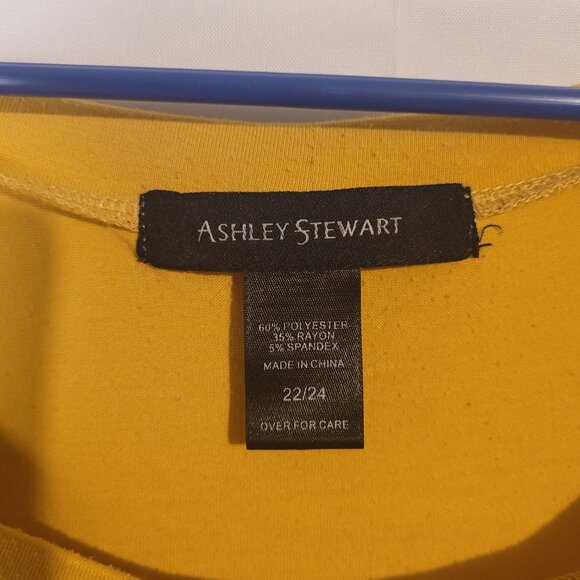 ASHLEY STEWART
60% POLYESTER
35% RAYON
5% SPANDEX
MADE IN CHINA
22/24
OVER FOR CARE